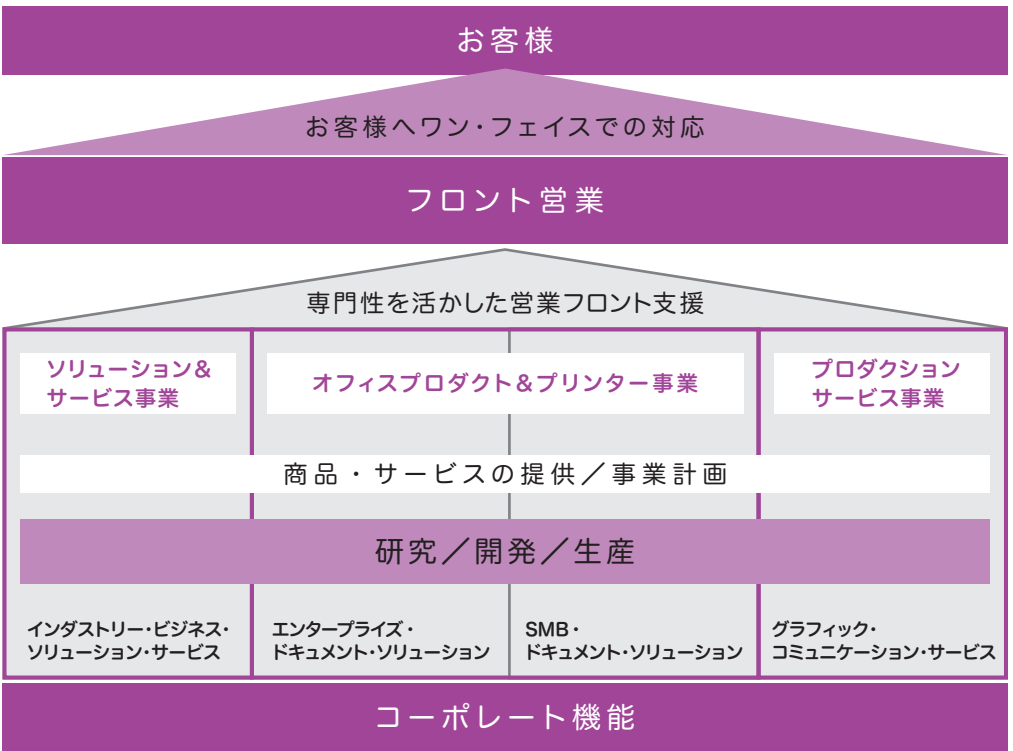 お客様
お客様へワン・フェイスでの対応
フロント営業
専門性を活かした営業フロント支援
ソリューション＆
サービス事業
オフィスプロダクト＆プリンター事業
プロダクション
サービス事業
商品・サービスの提供／事業計画
研究／開発／生産
インダストリー・ビジネス・
ソリューション・サービス
エンタープライズ・
ドキュメント・ソリューション
SMB・
ドキュメント・ソリューション
グラフィック・
コミュニケーション・サービス
コーポレート機能